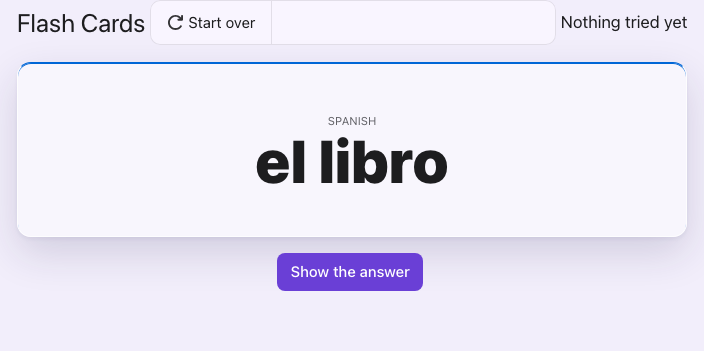 Flash Cards
Start over
Nothing tried yet
SPANISH
el libro
Show the answer